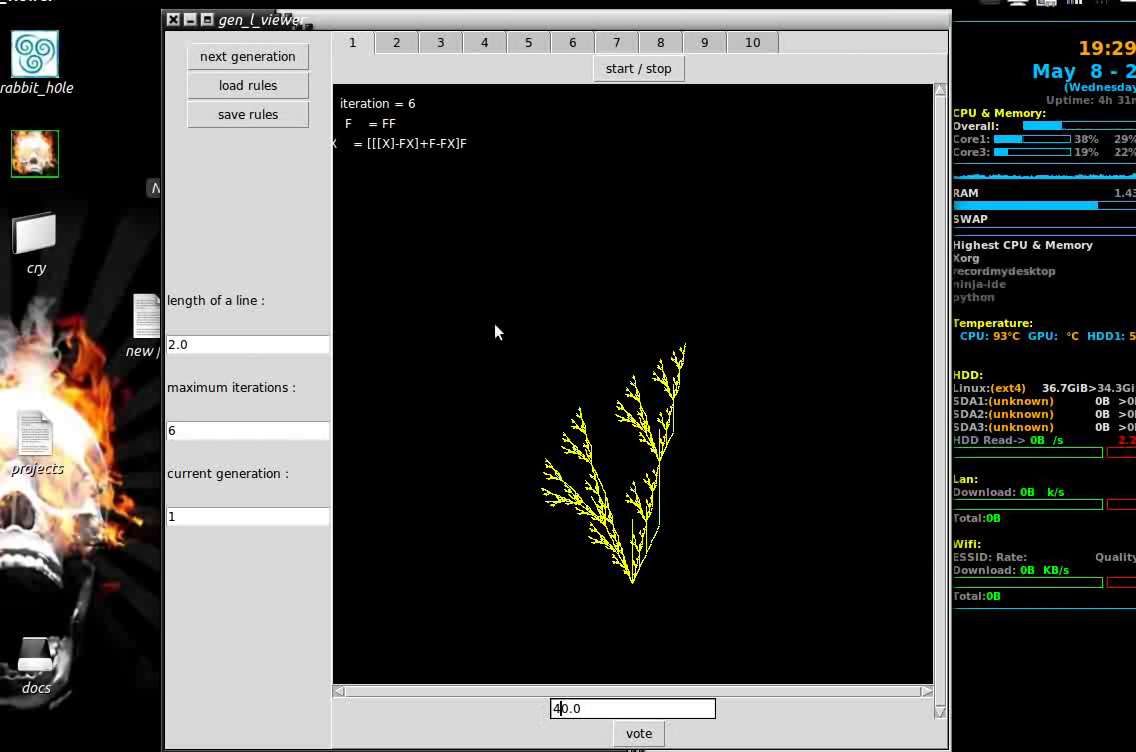 gen_l_viewer
1 2 3 4 5 6 7 8 9 10
next generation
load rules
save rules
start / stop
iteration = 6
F = FF
X = [[[X]-FX]+F-FX]F
length of a line :
2.0
maximum iterations :
6
current generation :
1
40.0
vote
rabbit_hole
cry
new
projects
docs
19:29
May 8 - 2
(Wednesday
Uptime: 4h 31m
CPU & Memory:
Overall:
Core1: 38% 29%
Core3: 19% 22%
RAM 1.43
SWAP
Highest CPU & Memory
Xorg
recordmydesktop
ninja-ide
python
Temperature:
CPU: 93°C GPU: °C HDD1: 5
HDD:
Linux:(ext4) 36.7GiB>34.3Gi
SDA1:(unknown) 0B >0
SDA2:(unknown) 0B >0
SDA3:(unknown) 0B >0
HDD Read-> 0B /s 2.2
Lan:
Download: 0B k/s
Total:0B
Wifi:
ESSID: Rate: Quality
Download: 0B KB/s
Total:0B